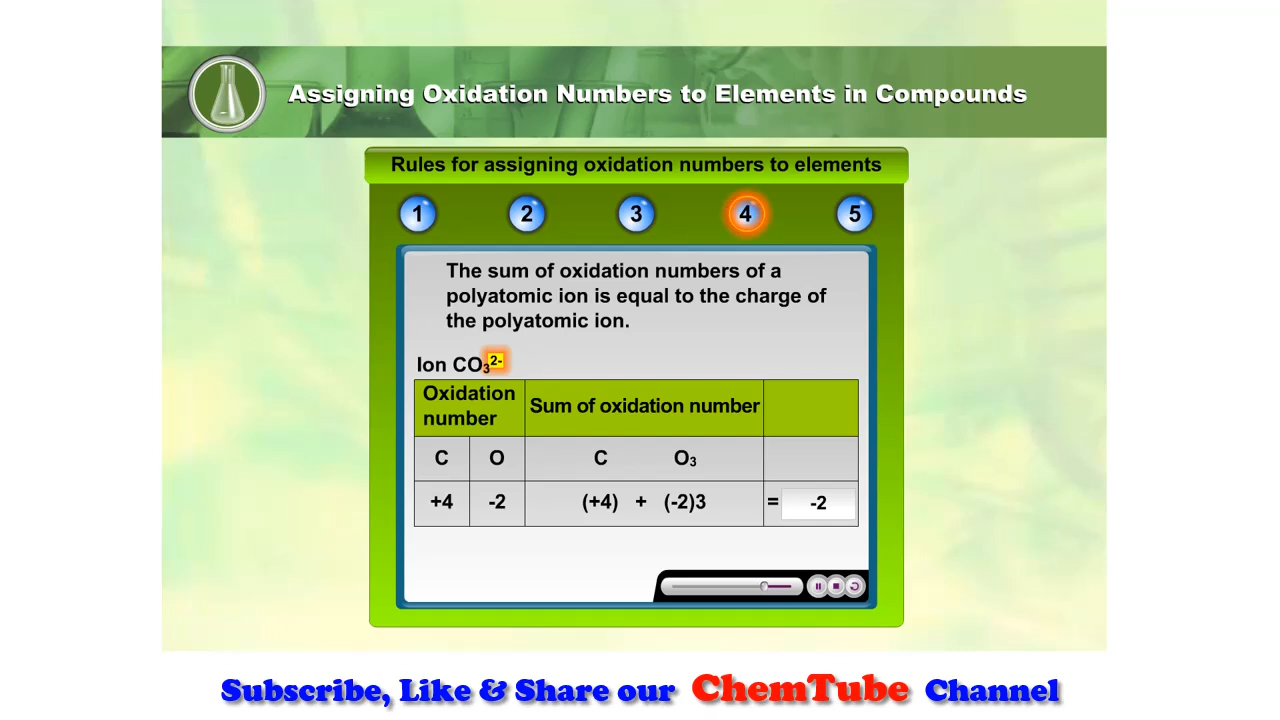 Assigning Oxidation Numbers to Elements in Compounds
Rules for assigning oxidation numbers to elements
1 2 3 4 5
The sum of oxidation numbers of a
polyatomic ion is equal to the charge of
the polyatomic ion.
Ion CO₃²⁻
Oxidation
number
Sum of oxidation number
C O C O₃
+4 -2 (+4) + (-2)3 = -2
Subscribe, Like & Share our ChemTube Channel